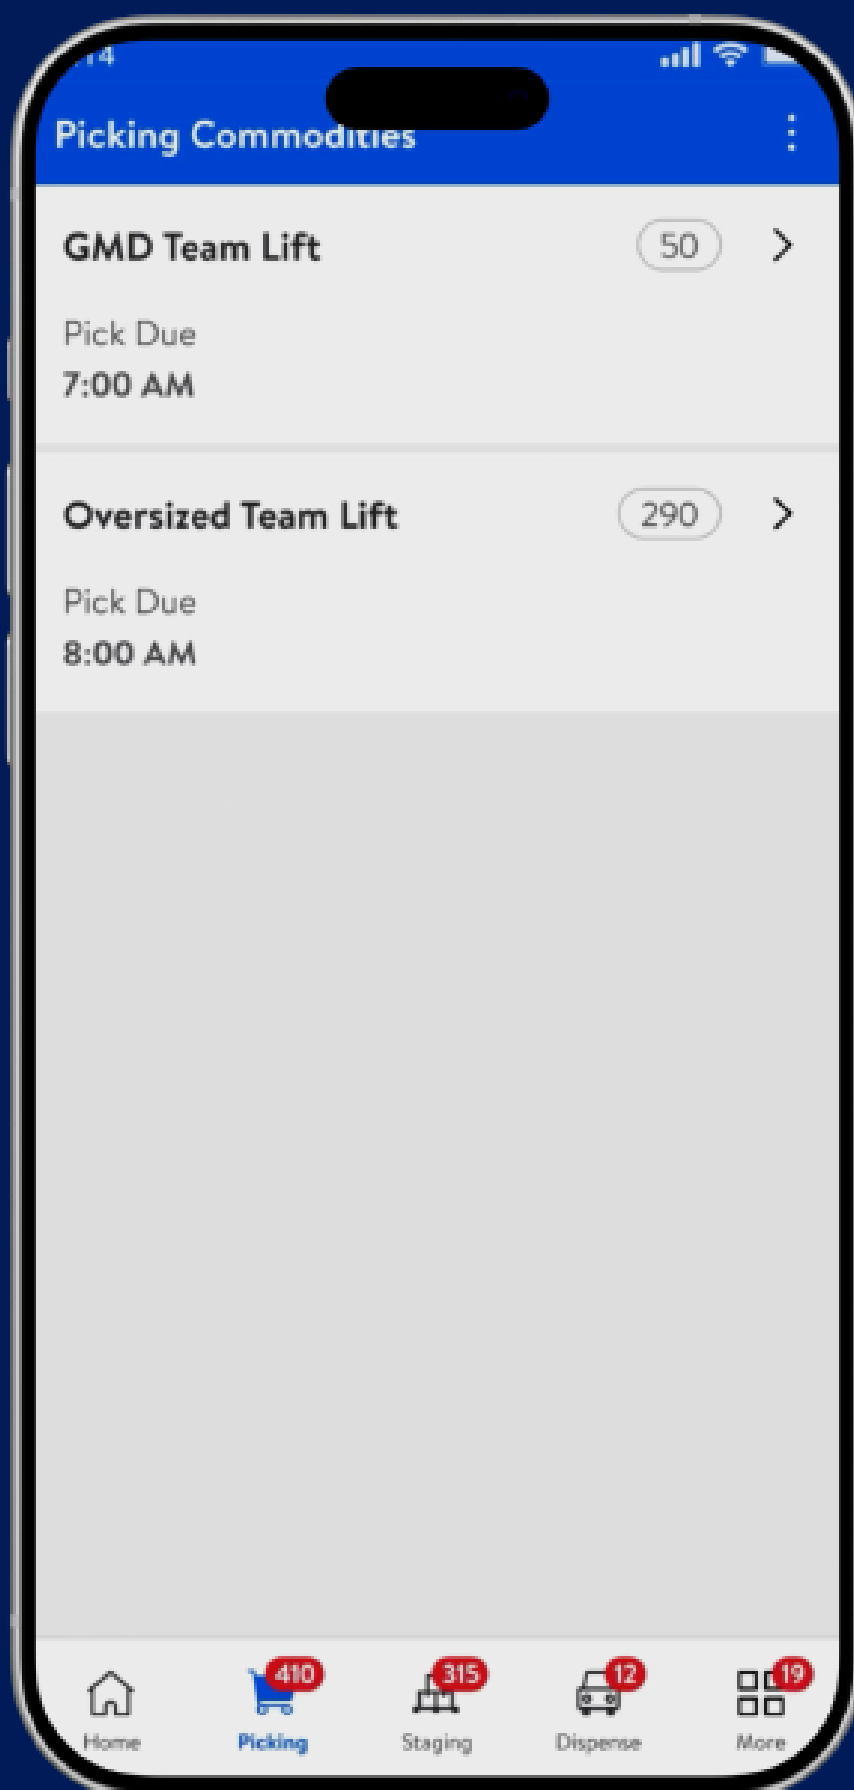 Picking Commodities
GMD Team Lift 50
Pick Due
7:00 AM
Oversized Team Lift 290
Pick Due
8:00 AM
410 315 12 19
Home Picking Staging Dispense More